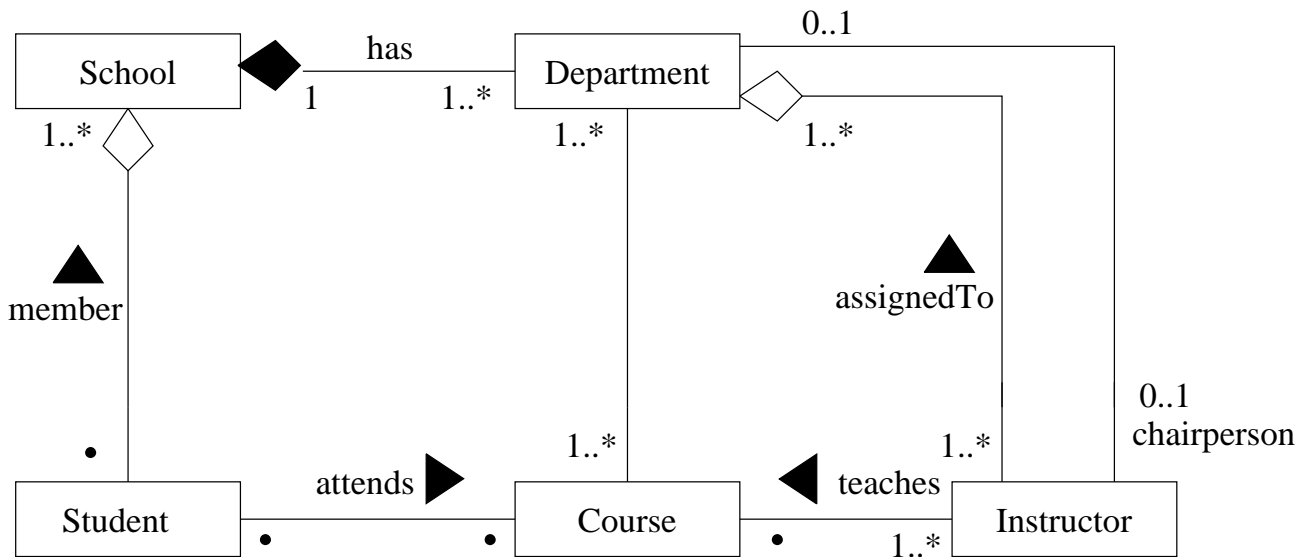 0..1
has
School
Department
1
1..*
1..*
1..*
1..*
member
assignedTo
0..1
chairperson
1..*
1..*
•
attends
teaches
Student
Course
Instructor
•
•
•
1..*